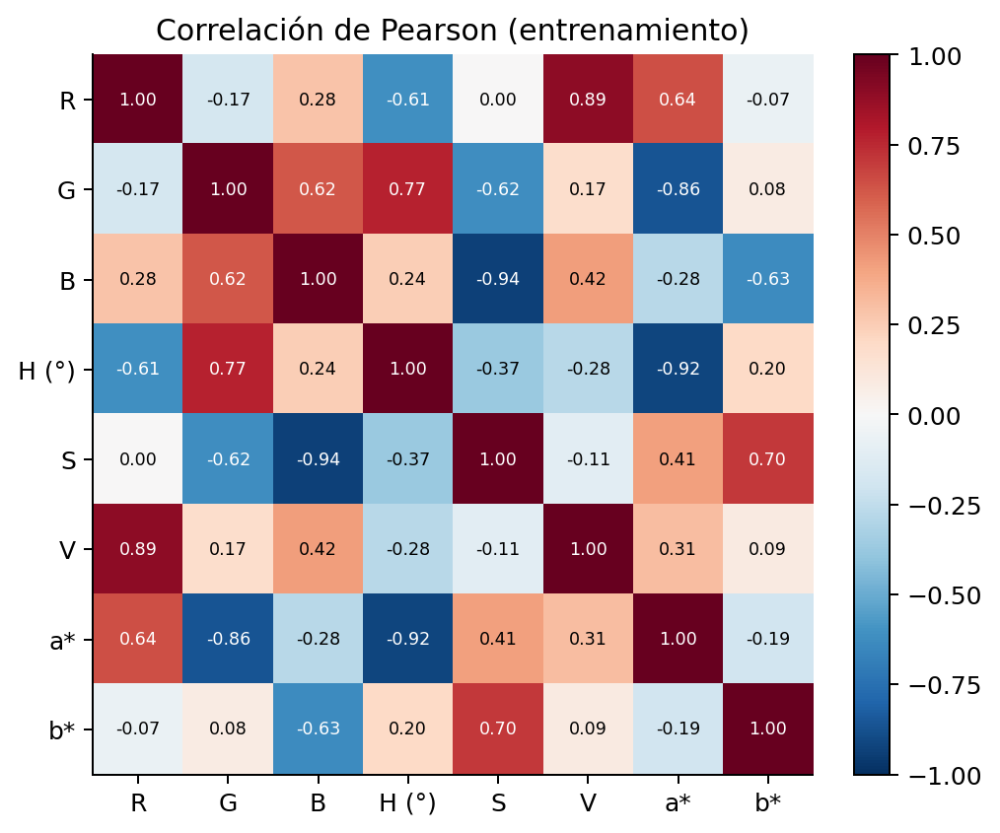 Correlación de Pearson (entrenamiento)
R 1.00 -0.17 0.28 -0.61 0.00 0.89 0.64 -0.07
G -0.17 1.00 0.62 0.77 -0.62 0.17 -0.86 0.08
B 0.28 0.62 1.00 0.24 -0.94 0.42 -0.28 -0.63
H (°) -0.61 0.77 0.24 1.00 -0.37 -0.28 -0.92 0.20
S 0.00 -0.62 -0.94 -0.37 1.00 -0.11 0.41 0.70
V 0.89 0.17 0.42 -0.28 -0.11 1.00 0.31 0.09
a* 0.64 -0.86 -0.28 -0.92 0.41 0.31 1.00 -0.19
b* -0.07 0.08 -0.63 0.20 0.70 0.09 -0.19 1.00
R G B H (°) S V a* b*
1.00
0.75
0.50
0.25
0.00
−0.25
−0.50
−0.75
−1.00